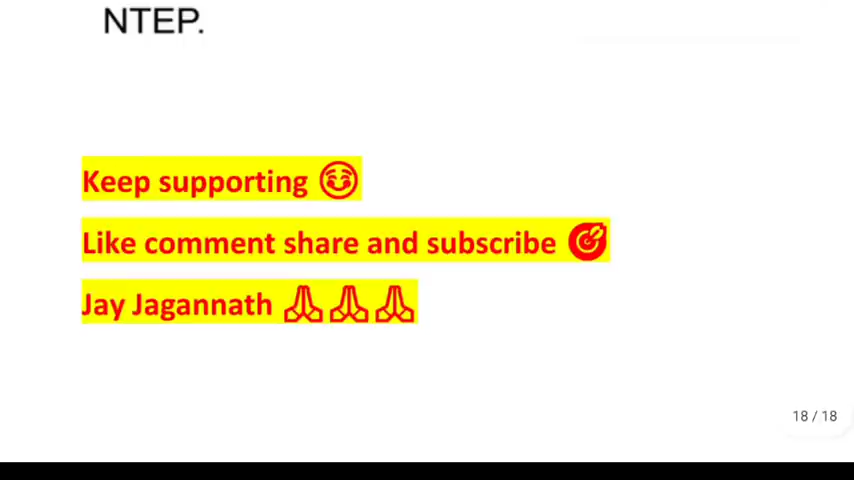 NTEP.
Keep supporting 😂
Like comment share and subscribe 🎯
Jay Jagannath 🙏🙏🙏
18 / 18